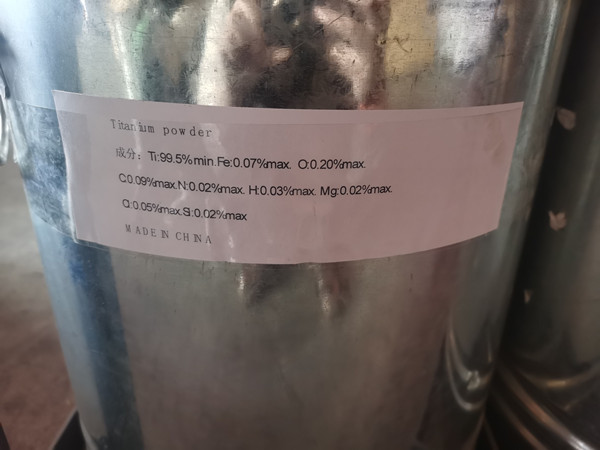 Titanium powder
成分: Ti:99.5%min.Fe:0.07%max. O:0.20%max.
C:0.09%max.N:0.02%max. H:0.03%max. Mg:0.02%max.
Cl:0.05%max.Si:0.02%max
MADE IN CHINA